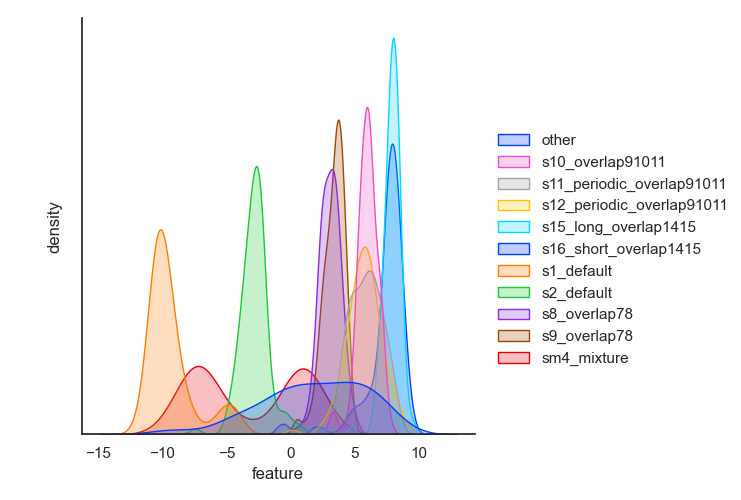 density
−15
−10
−5
0
5
10
feature
other
s10_overlap91011
s11_periodic_overlap91011
s12_periodic_overlap91011
s15_long_overlap1415
s16_short_overlap1415
s1_default
s2_default
s8_overlap78
s9_overlap78
sm4_mixture